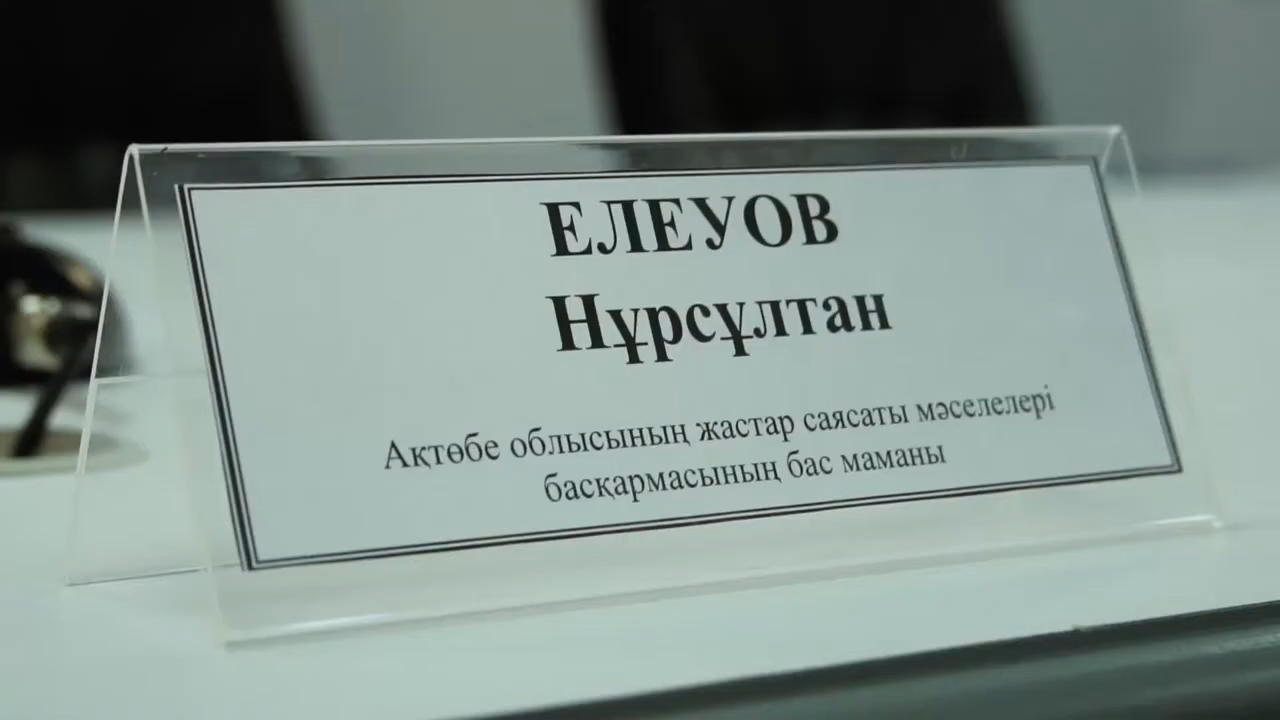 ЕЛЕУОВ
Нұрсұлтан
Ақтөбе облысының жастар саясаты мәселелері
басқармасының бас маманы